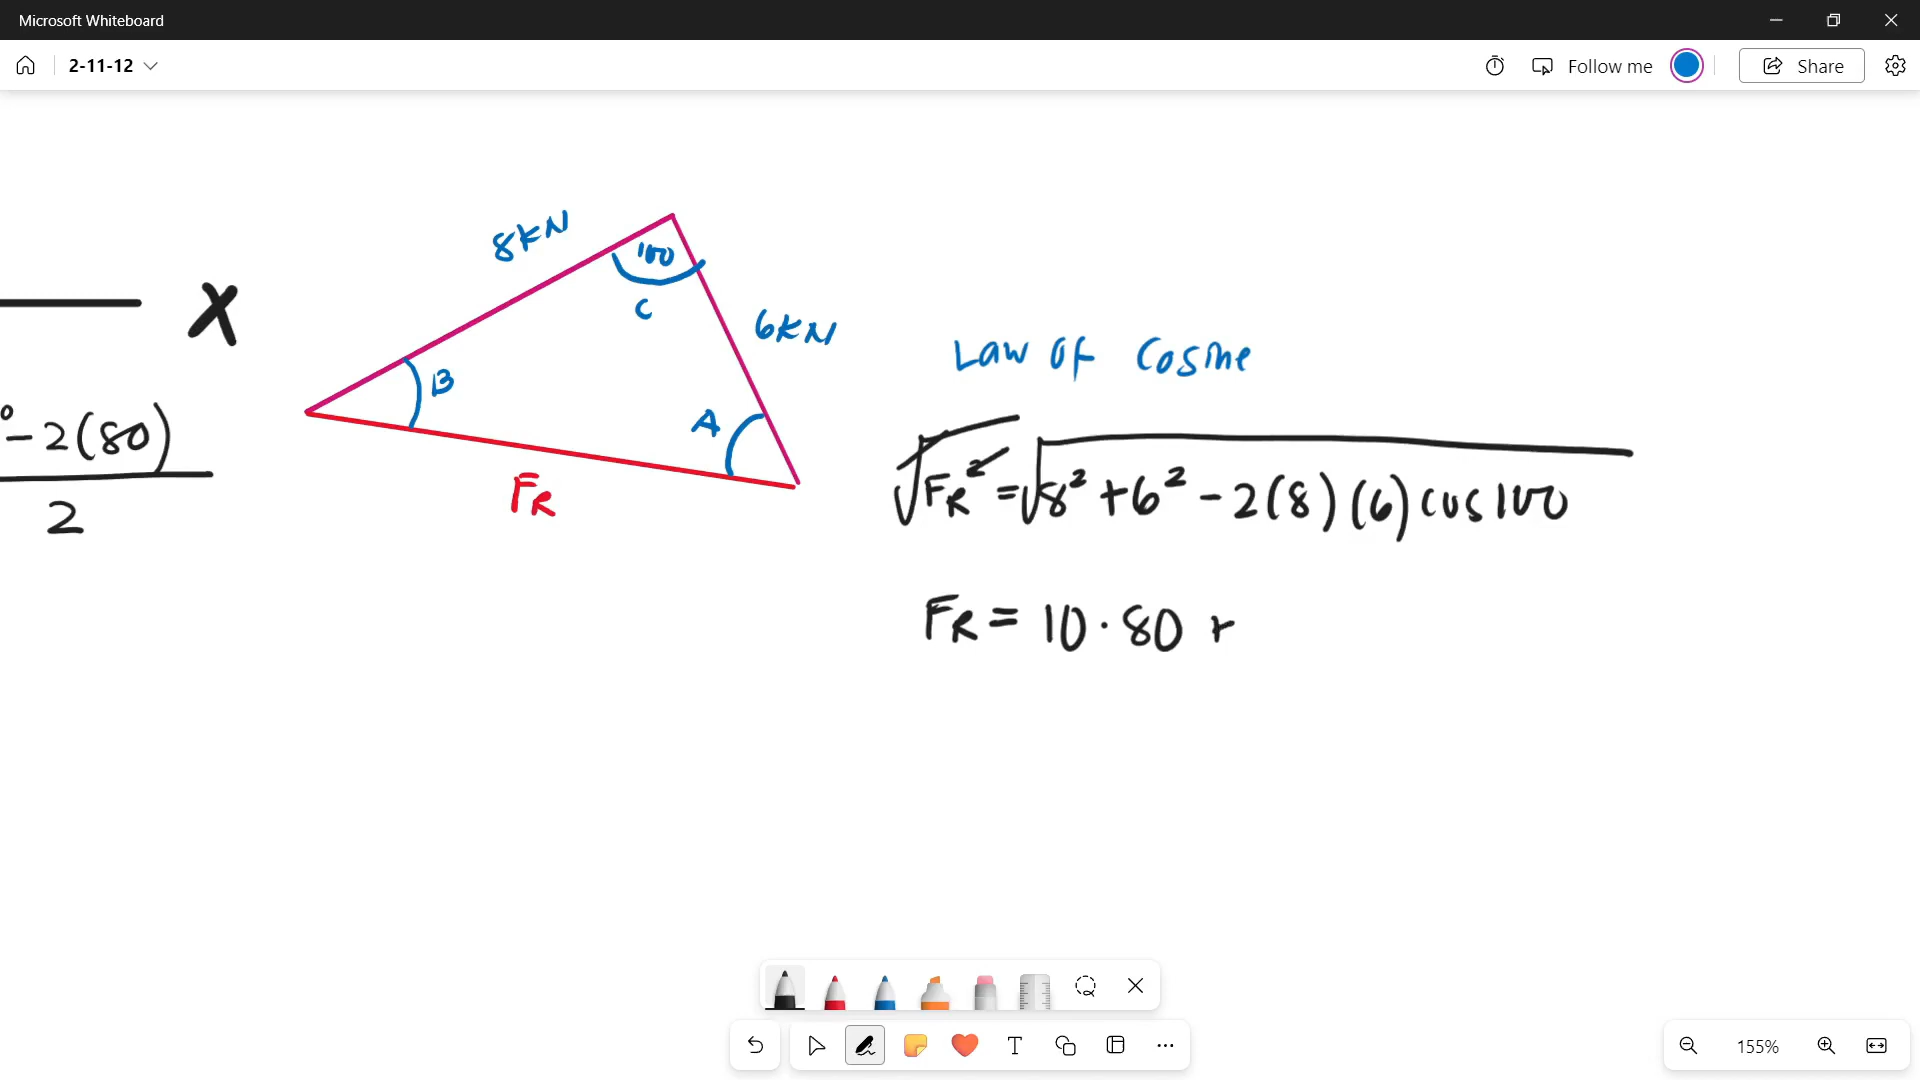 Microsoft Whiteboard
2-11-12
Follow me
Share
8kN
100
C
6kN
X
Law of Cosine
B
A
° - 2(80)
2
FR
√FR² = √8² + 6² - 2(8)(6) cos 100
FR = 10.80
155%